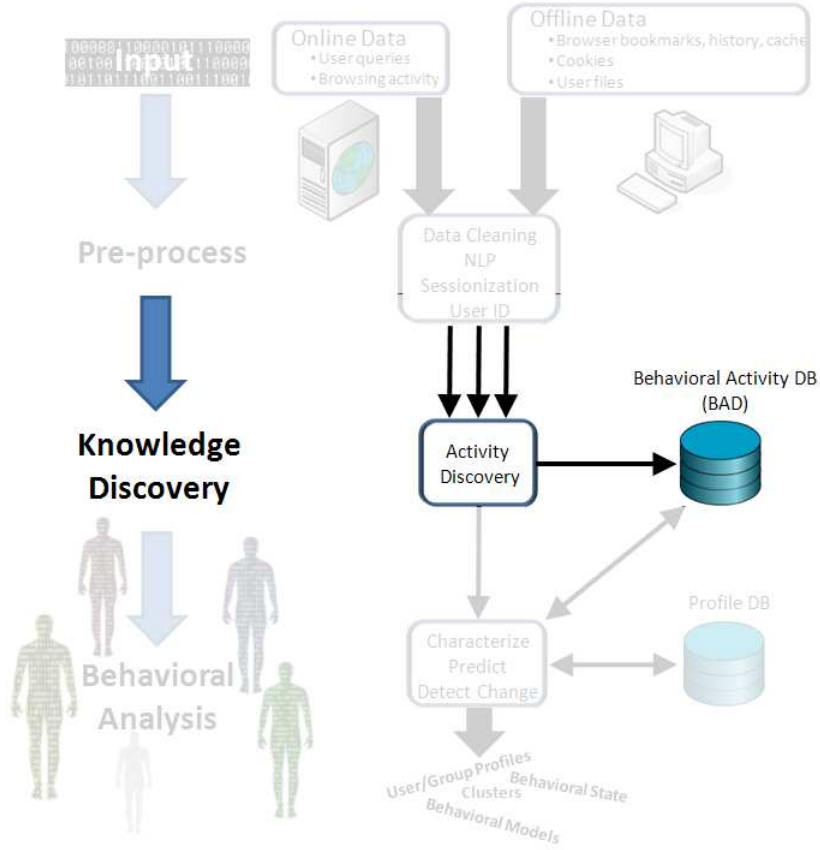 Input
Online Data
• User queries
• Browsing activity
Offline Data
• Browser bookmarks, history, cache
• Cookies
• User files
Pre-process
Data Cleaning
NLP
Sessionization
User ID
Knowledge
Discovery
Activity
Discovery
Behavioral Activity DB
(BAD)
Behavioral
Analysis
Characterize
Predict
Detect Change
Profile DB
User/Group Profiles
Clusters
Behavioral State
Behavioral Models